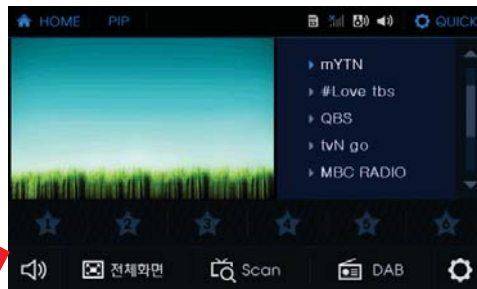 HOME PIP QUICK
mYTN
#Love tbs
QBS
tvN go
MBC RADIO
1 2 3 4 5 6
전체화면 Scan DAB